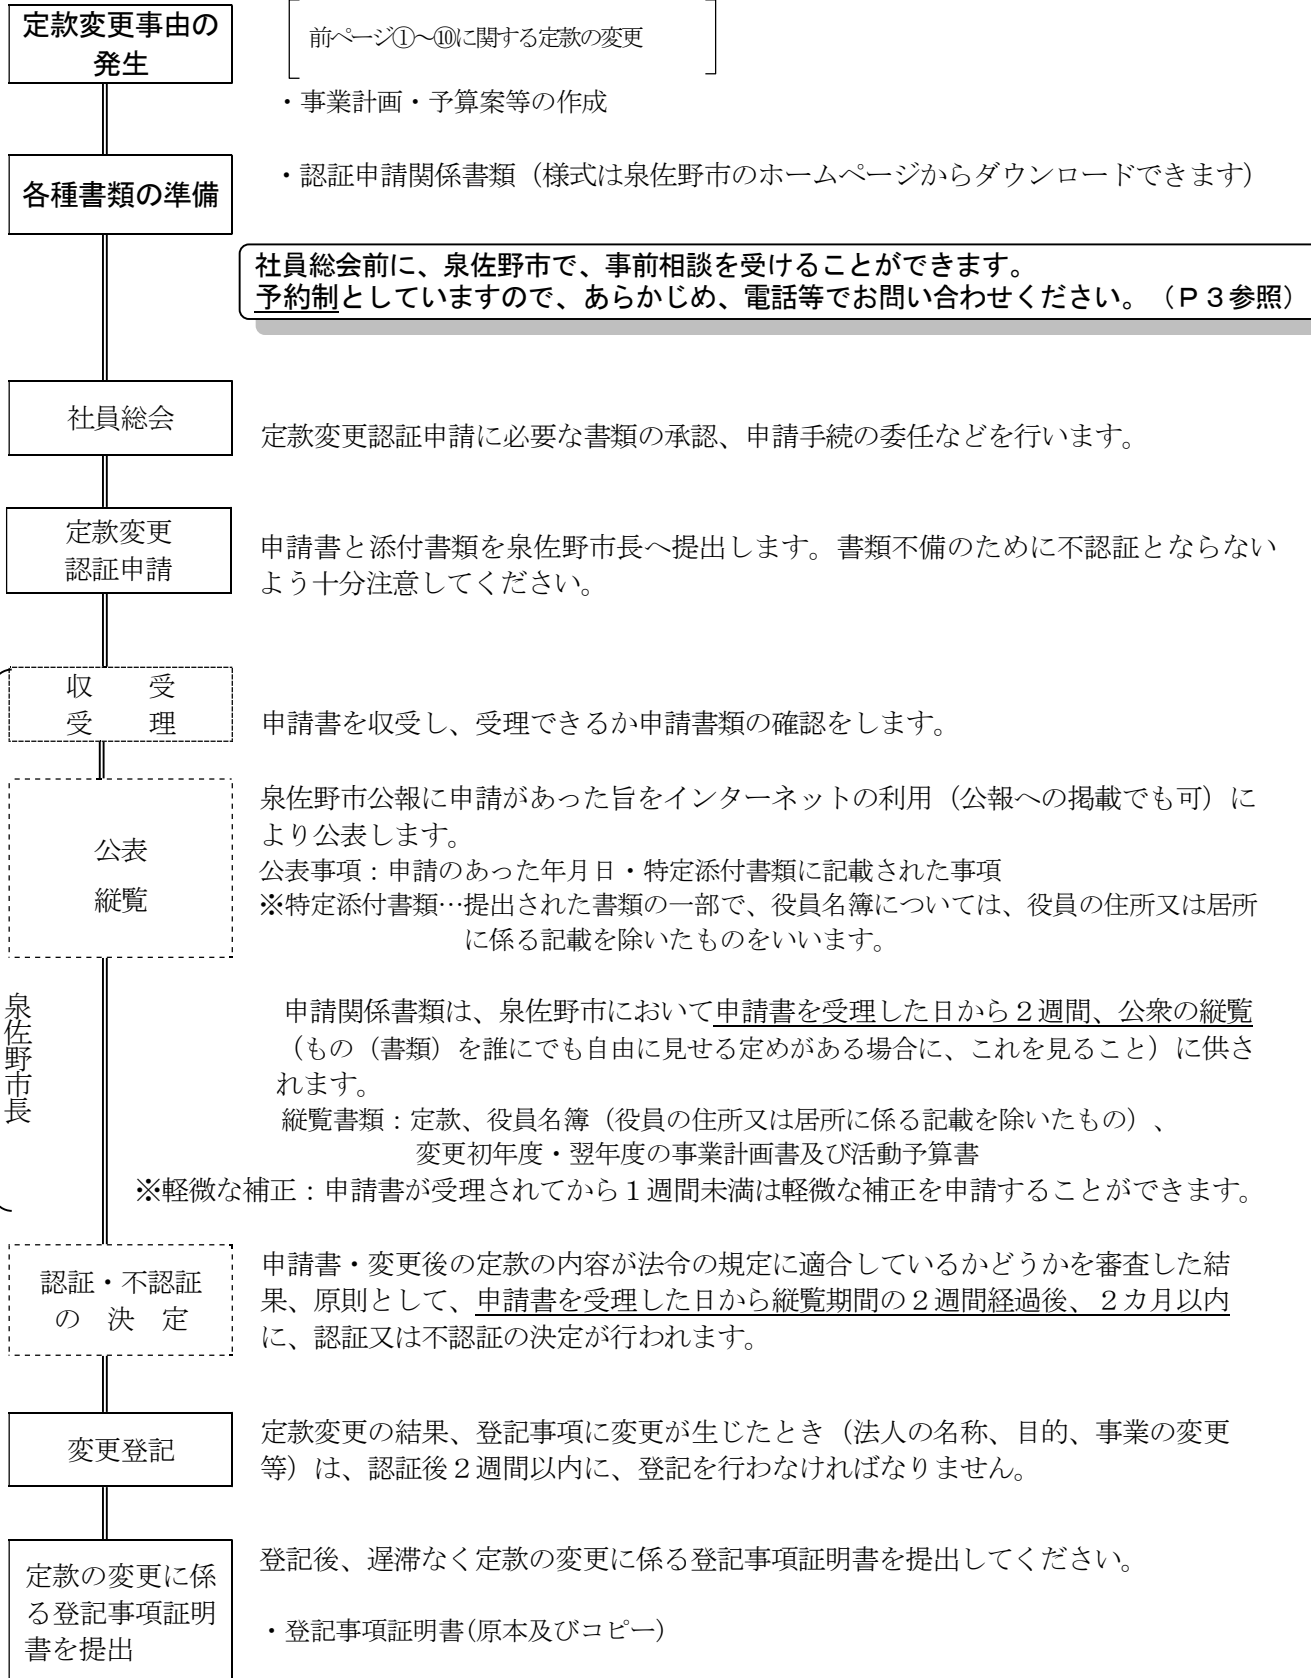 定款変更事由の
発生
前ページ①～⑩に関する定款の変更
・事業計画・予算案等の作成
各種書類の準備
・認証申請関係書類（様式は泉佐野市のホームページからダウンロードできます）
社員総会前に、泉佐野市で、事前相談を受けることができます。
予約制としていますので、あらかじめ、電話等でお問い合わせください。（Ｐ３参照）
社員総会
定款変更認証申請に必要な書類の承認、申請手続の委任などを行います。
定款変更
認証申請
申請書と添付書類を泉佐野市長へ提出します。書類不備のために不認証とならない
よう十分注意してください。
収　　受
受　　理
申請書を収受し、受理できるか申請書類の確認をします。
公表
縦覧
泉佐野市公報に申請があった旨をインターネットの利用（公報への掲載でも可）に
より公表します。
公表事項：申請のあった年月日・特定添付書類に記載された事項
※特定添付書類…提出された書類の一部で、役員名簿については、役員の住所又は居所
に係る記載を除いたものをいいます。
泉佐野市長
申請関係書類は、泉佐野市において申請書を受理した日から２週間、公衆の縦覧
（もの（書類）を誰にでも自由に見せる定めがある場合に、これを見ること）に供さ
れます。
縦覧書類：定款、役員名簿（役員の住所又は居所に係る記載を除いたもの）、
変更初年度・翌年度の事業計画書及び活動予算書
※軽微な補正：申請書が受理されてから１週間未満は軽微な補正を申請することができます。
認証・不認証
の　決　定
申請書・変更後の定款の内容が法令の規定に適合しているかどうかを審査した結
果、原則として、申請書を受理した日から縦覧期間の２週間経過後、２カ月以内
に、認証又は不認証の決定が行われます。
変更登記
定款変更の結果、登記事項に変更が生じたとき（法人の名称、目的、事業の変更
等）は、認証後２週間以内に、登記を行わなければなりません。
定款の変更に係
る登記事項証明
書を提出
登記後、遅滞なく定款の変更に係る登記事項証明書を提出してください。
・登記事項証明書(原本及びコピー)